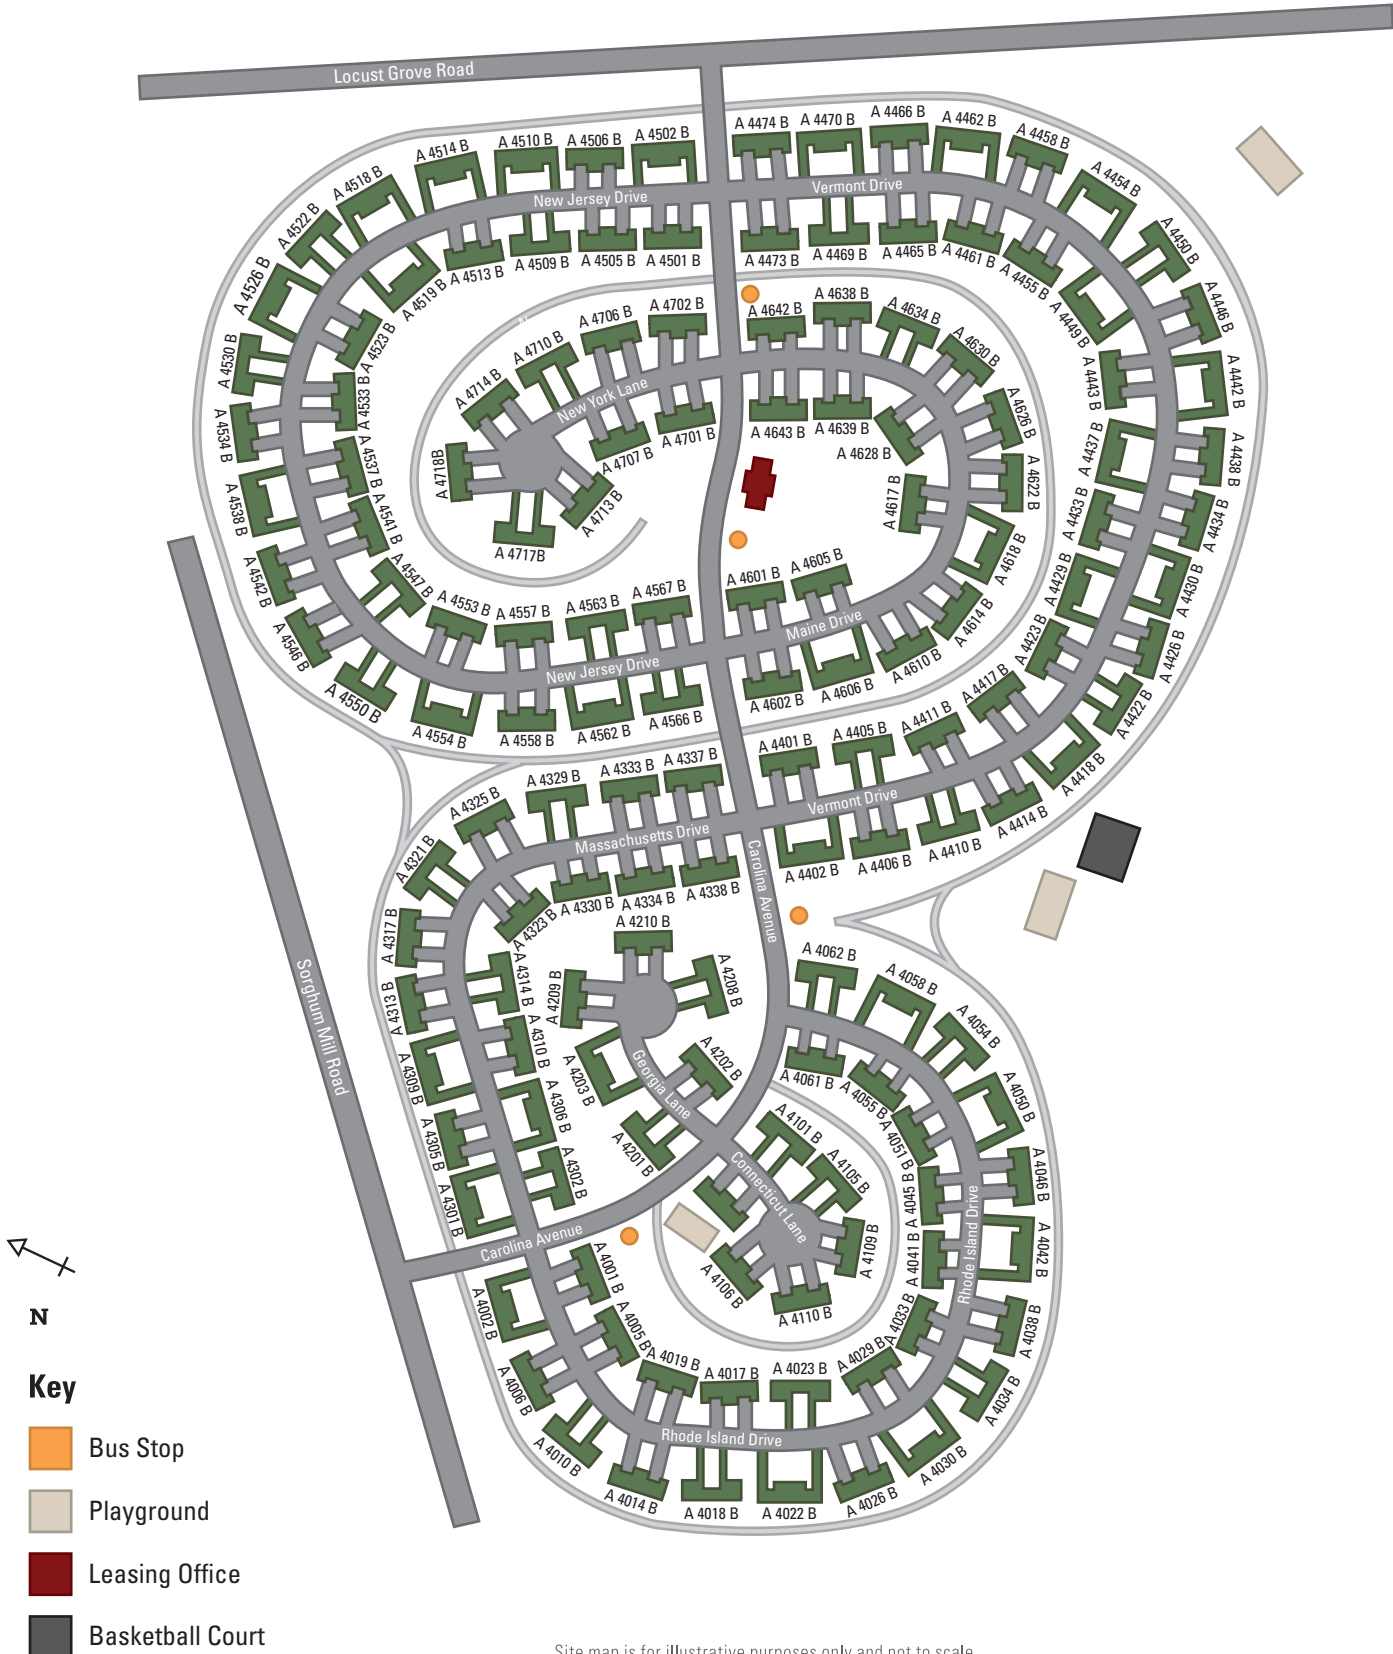 Locust Grove Road
A 4514 B
A 4510 B
A 4506 B
A 4502 B
A 4474 B
A 4470 B
A 4466 B
A 4462 B
A 4458 B
A 4454 B
A 4450 B
A 4446 B
A 4442 B
A 4438 B
A 4434 B
A 4430 B
A 4426 B
A 4422 B
A 4418 B
A 4414 B
A 4410 B
A 4406 B
A 4402 B
New Jersey Drive
Vermont Drive
A 4518 B
A 4522 B
A 4526 B
A 4530 B
A 4534 B
A 4538 B
A 4542 B
A 4546 B
A 4550 B
A 4554 B
A 4558 B
A 4562 B
A 4566 B
A 4519 B
A 4513 B
A 4509 B
A 4505 B
A 4501 B
A 4473 B
A 4469 B
A 4465 B
A 4461 B
A 4455 B
A 4449 B
A 4443 B
A 4437 B
A 4433 B
A 4429 B
A 4423 B
A 4417 B
A 4411 B
A 4405 B
A 4401 B
A 4523 B
A 4533 B
A 4537 B
A 4541 B
A 4547 B
A 4553 B
A 4557 B
A 4563 B
A 4567 B
New Jersey Drive
A 4714 B
A 4710 B
A 4706 B
A 4702 B
New York Lane
A 4718B
A 4717B
A 4713 B
A 4707 B
A 4701 B
A 4642 B
A 4638 B
A 4634 B
A 4630 B
A 4626 B
A 4622 B
A 4618 B
A 4614 B
A 4610 B
A 4606 B
A 4602 B
A 4643 B
A 4639 B
A 4628 B
A 4617 B
A 4601 B
A 4605 B
Maine Drive
Vermont Drive
A 4325 B
A 4329 B
A 4333 B
A 4337 B
Massachusetts Drive
A 4321 B
A 4317 B
A 4313 B
A 4309 B
A 4305 B
A 4301 B
A 4323 B
A 4330 B
A 4334 B
A 4338 B
A 4314 B
A 4310 B
A 4306 B
A 4302 B
Carolina Avenue
A 4210 B
A 4209 B
A 4208 B
A 4203 B
A 4202 B
A 4201 B
Georgia Lane
Sorghum Mill Road
Carolina Avenue
A 4062 B
A 4058 B
A 4054 B
A 4050 B
A 4046 B
A 4042 B
A 4038 B
A 4034 B
A 4030 B
A 4026 B
A 4022 B
A 4018 B
A 4014 B
A 4010 B
A 4006 B
A 4002 B
A 4061 B
A 4055 B
A 4051 B
A 4045 B
A 4041 B
A 4033 B
A 4029 B
A 4023 B
A 4017 B
A 4019 B
A 4005 B
A 4001 B
A 4101 B
A 4105 B
A 4109 B
A 4110 B
A 4106 B
Connecticut Lane
Rhode Island Drive
Rhode Island Drive
N
Key
Bus Stop
Playground
Leasing Office
Basketball Court
Site map is for illustrative purposes only and not to scale